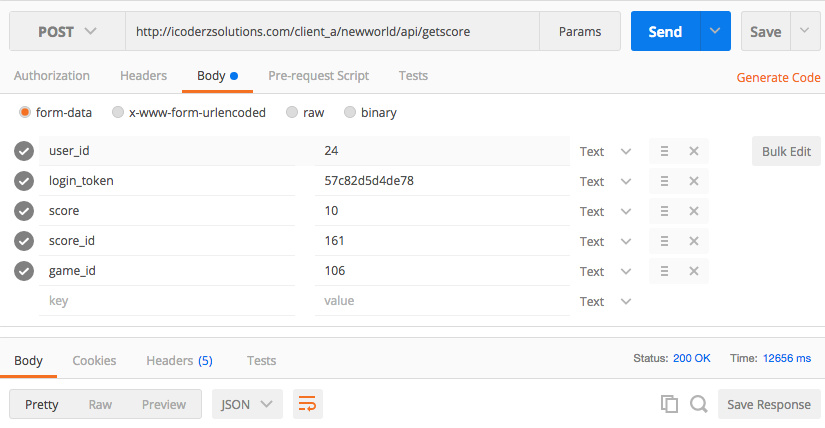 POST http://icoderzsolutions.com/client_a/newworld/api/getscore Params Send Save
Authorization Headers Body Pre-request Script Tests Generate Code
form-data x-www-form-urlencoded raw binary
user_id 24 Text Bulk Edit
login_token 57c82d5d4de78 Text
score 10 Text
score_id 161 Text
game_id 106 Text
key value Text
Body Cookies Headers (5) Tests Status: 200 OK Time: 12656 ms
Pretty Raw Preview JSON Save Response